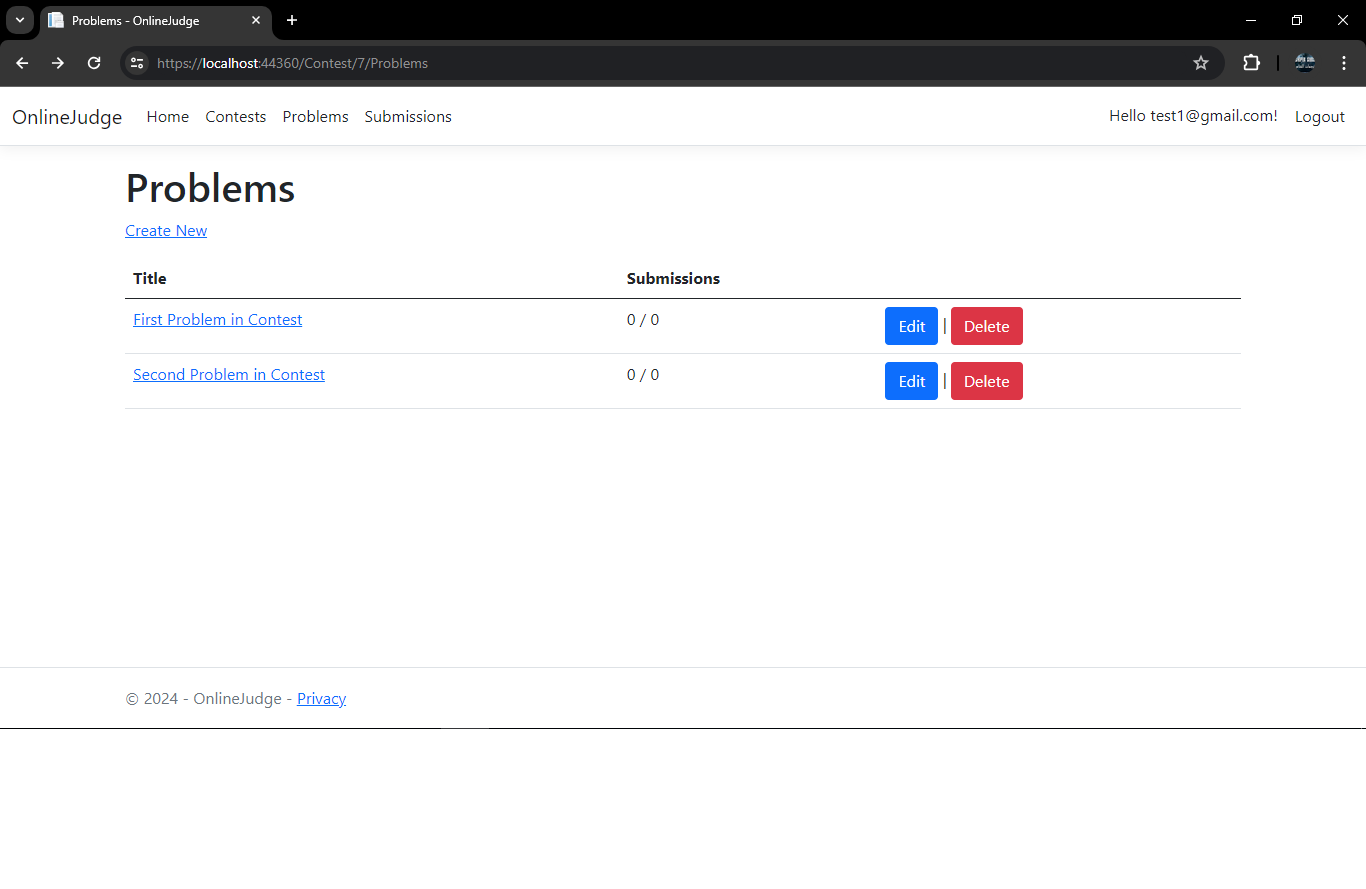 Problems - OnlineJudge
https://localhost:44360/Contest/7/Problems
OnlineJudge Home Contests Problems Submissions Hello test1@gmail.com! Logout
Problems
Create New
Title Submissions
First Problem in Contest 0 / 0 Edit | Delete
Second Problem in Contest 0 / 0 Edit | Delete
© 2024 - OnlineJudge - Privacy